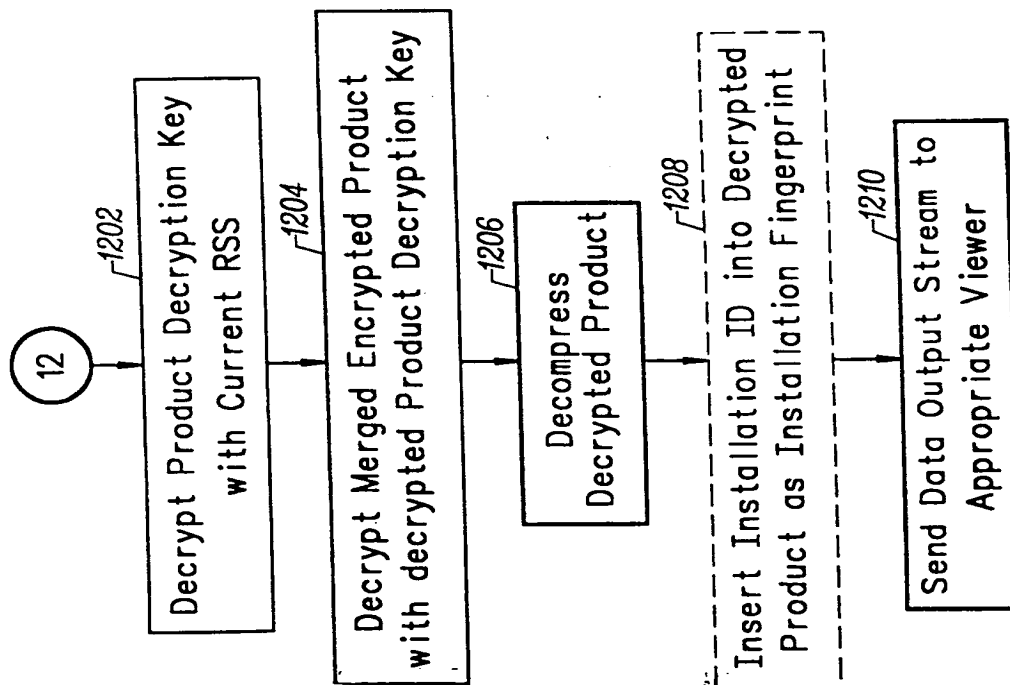 12
1202
Decrypt Product Decryption Key
with Current RSS
1204
Decrypt Merged Encrypted Product
with decrypted Product Decryption Key
1206
Decompress
Decrypted Product
1208
Insert Installation ID into Decrypted
Product as Installation Fingerprint
1210
Send Data Output Stream to
Appropriate Viewer